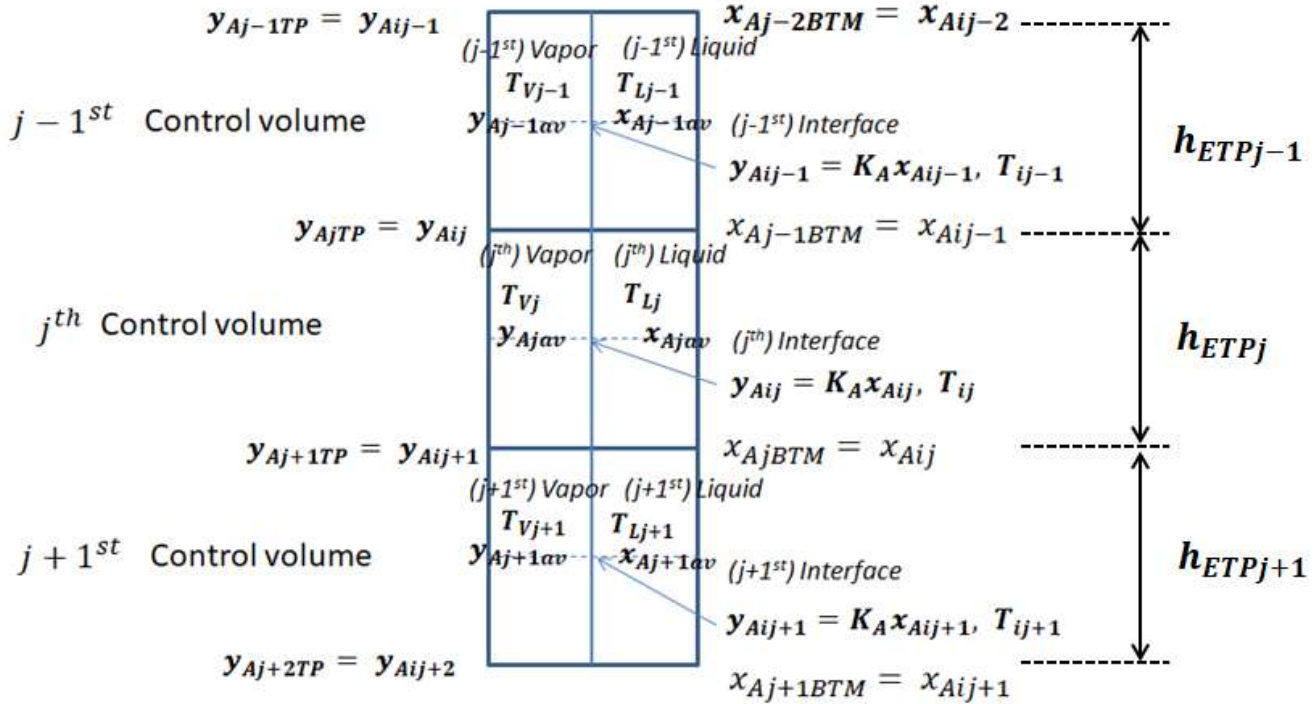 y_{Aj−1TP} = y_{Aij−1}
x_{Aj−2BTM} = x_{Aij−2}
(j-1^{st}) Vapor (j-1^{st}) Liquid
T_{Vj−1} T_{Lj−1}
j − 1^{st} Control volume
y_{Aj−1av} x_{Aj−1av} (j-1^{st}) Interface
h_{ETPj−1}
y_{Aij−1} = K_A x_{Aij−1}, T_{ij−1}
y_{AjTP} = y_{Aij}
x_{Aj−1BTM} = x_{Aij−1}
(j^{th}) Vapor (j^{th}) Liquid
T_{Vj} T_{Lj}
j^{th} Control volume
y_{Ajav} x_{Ajav} (j^{th}) Interface
h_{ETPj}
y_{Aij} = K_A x_{Aij}, T_{ij}
y_{Aj+1TP} = y_{Aij+1}
x_{AjBTM} = x_{Aij}
(j+1^{st}) Vapor (j+1^{st}) Liquid
T_{Vj+1} T_{Lj+1}
j + 1^{st} Control volume
y_{Aj+1av} x_{Aj+1av} (j+1^{st}) Interface
h_{ETPj+1}
y_{Aij+1} = K_A x_{Aij+1}, T_{ij+1}
y_{Aj+2TP} = y_{Aij+2}
x_{Aj+1BTM} = x_{Aij+1}